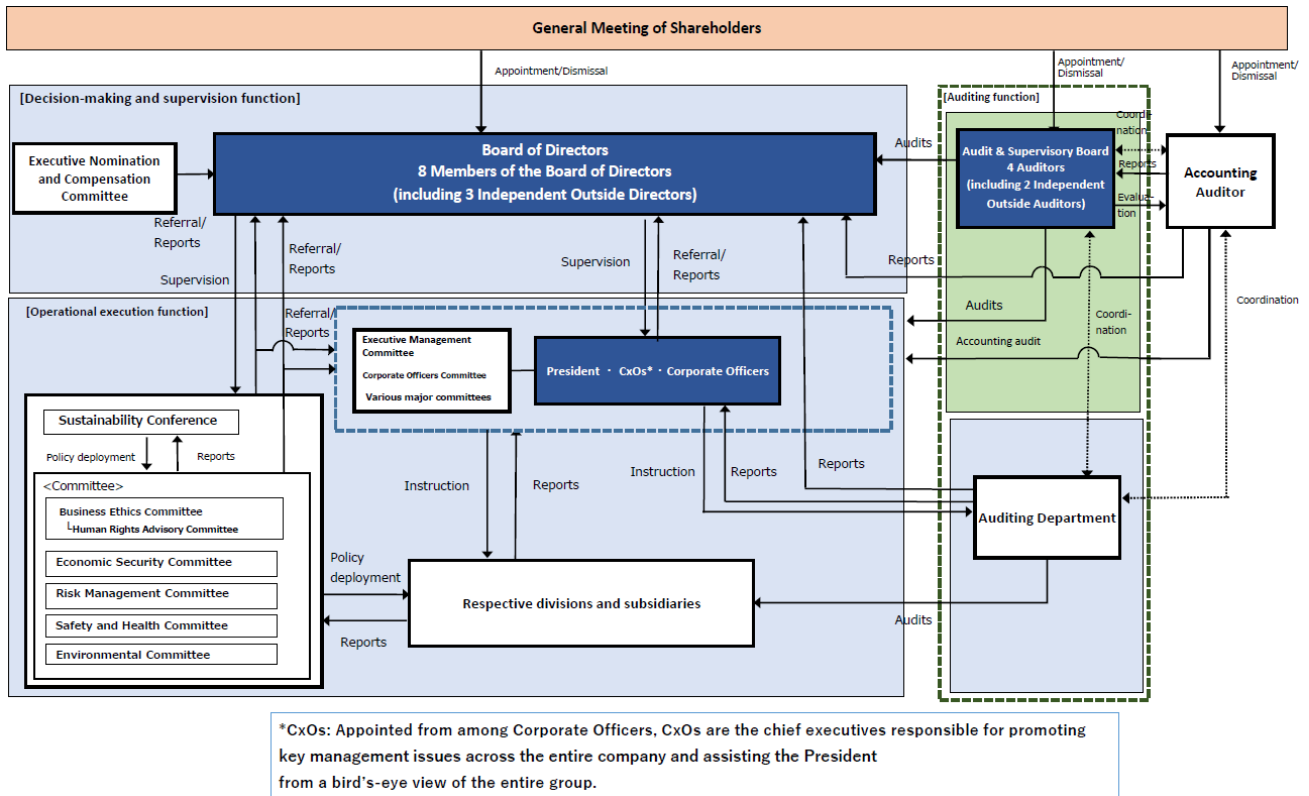 General Meeting of Shareholders
Appointment/Dismissal
Appointment/
Dismissal
Appointment/
Dismissal
[Decision-making and supervision function]
[Auditing function]
Executive Nomination
and Compensation
Committee
Board of Directors
8 Members of the Board of Directors
(including 3 Independent Outside Directors)
Audits
Audit & Supervisory Board
4 Auditors
(including 2 Independent
Outside Auditors)
Coordi-
nation
Reports
Evalua-
tion
Accounting
Auditor
Referral/
Reports
Supervision
Referral/
Reports
Supervision
Referral/
Reports
Reports
[Operational execution function]
Referral/
Reports
Audits
Accounting audit
Coordi-
nation
Coordination
Executive Management
Committee
Corporate Officers Committee
Various major committees
President ・ CxOs* ・ Corporate Officers
Sustainability Conference
Policy deployment
Reports
<Committee>
Business Ethics Committee
└Human Rights Advisory Committee
Economic Security Committee
Risk Management Committee
Safety and Health Committee
Environmental Committee
Instruction
Reports
Instruction
Reports
Reports
Auditing Department
Policy
deployment
Reports
Respective divisions and subsidiaries
Audits
*CxOs: Appointed from among Corporate Officers, CxOs are the chief executives responsible for promoting
key management issues across the entire company and assisting the President
from a bird's-eye view of the entire group.